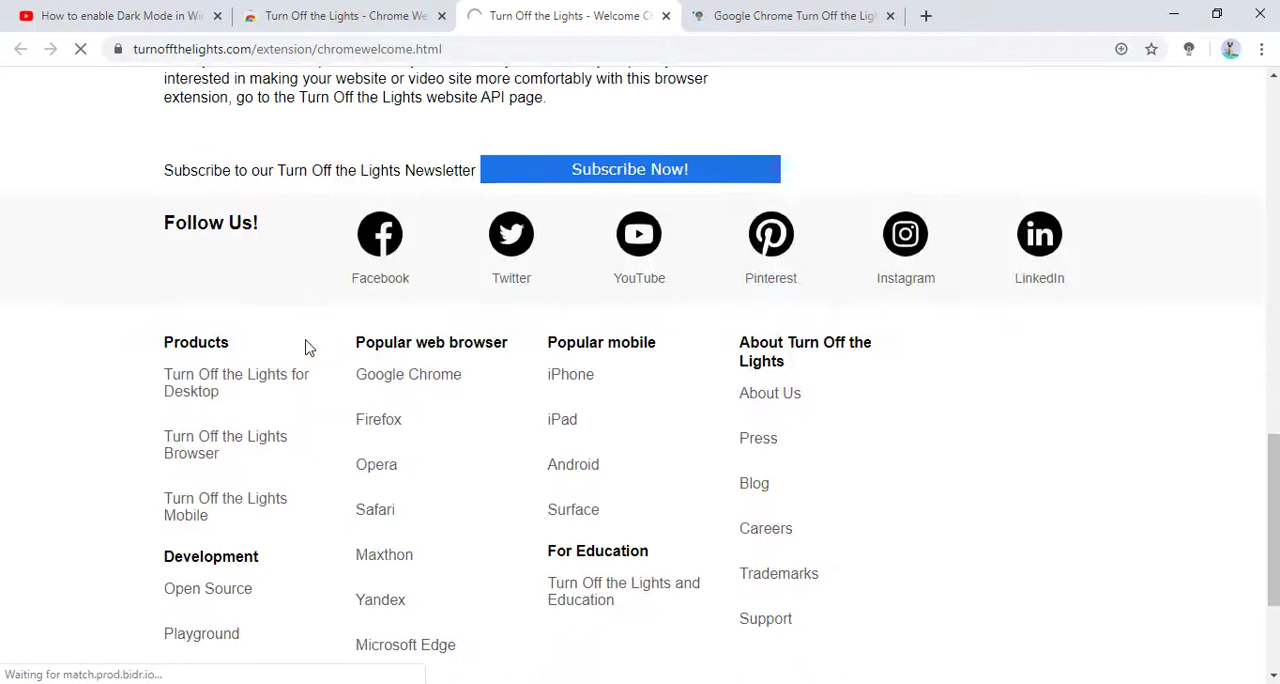 How to enable Dark Mode in Wi
Turn Off the Lights - Chrome We
Turn Off the Lights - Welcome C
Google Chrome Turn Off the Lig
turnoffthelights.com/extension/chromewelcome.html
interested in making your website or video site more comfortably with this browser
extension, go to the Turn Off the Lights website API page.
Subscribe to our Turn Off the Lights Newsletter
Subscribe Now!
Follow Us!
Facebook
Twitter
YouTube
Pinterest
Instagram
LinkedIn
Products
Turn Off the Lights for
Desktop
Turn Off the Lights
Browser
Turn Off the Lights
Mobile
Development
Open Source
Playground
Popular web browser
Google Chrome
Firefox
Opera
Safari
Maxthon
Yandex
Microsoft Edge
Popular mobile
iPhone
iPad
Android
Surface
For Education
Turn Off the Lights and
Education
About Turn Off the
Lights
About Us
Press
Blog
Careers
Trademarks
Support
Waiting for match.prod.bidr.io...